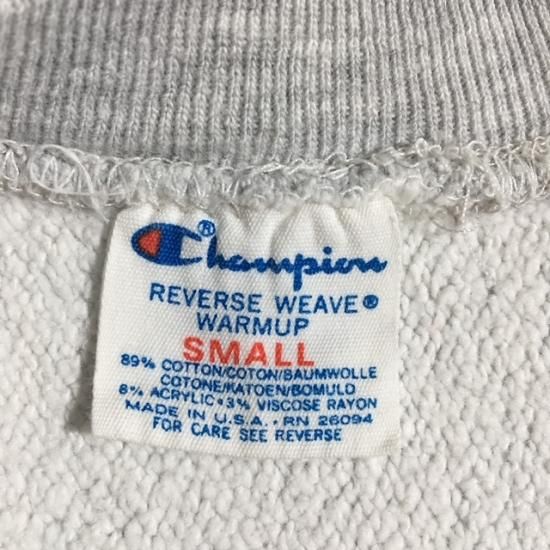 Champion®
REVERSE WEAVE®
WARMUP
SMALL
89% COTTON/COTON/BAUMWOLLE
COTONE/KATOEN/BOMULD
8% ACRYLIC•3% VISCOSE RAYON
MADE IN U.S.A. • RN 26094
FOR CARE SEE REVERSE